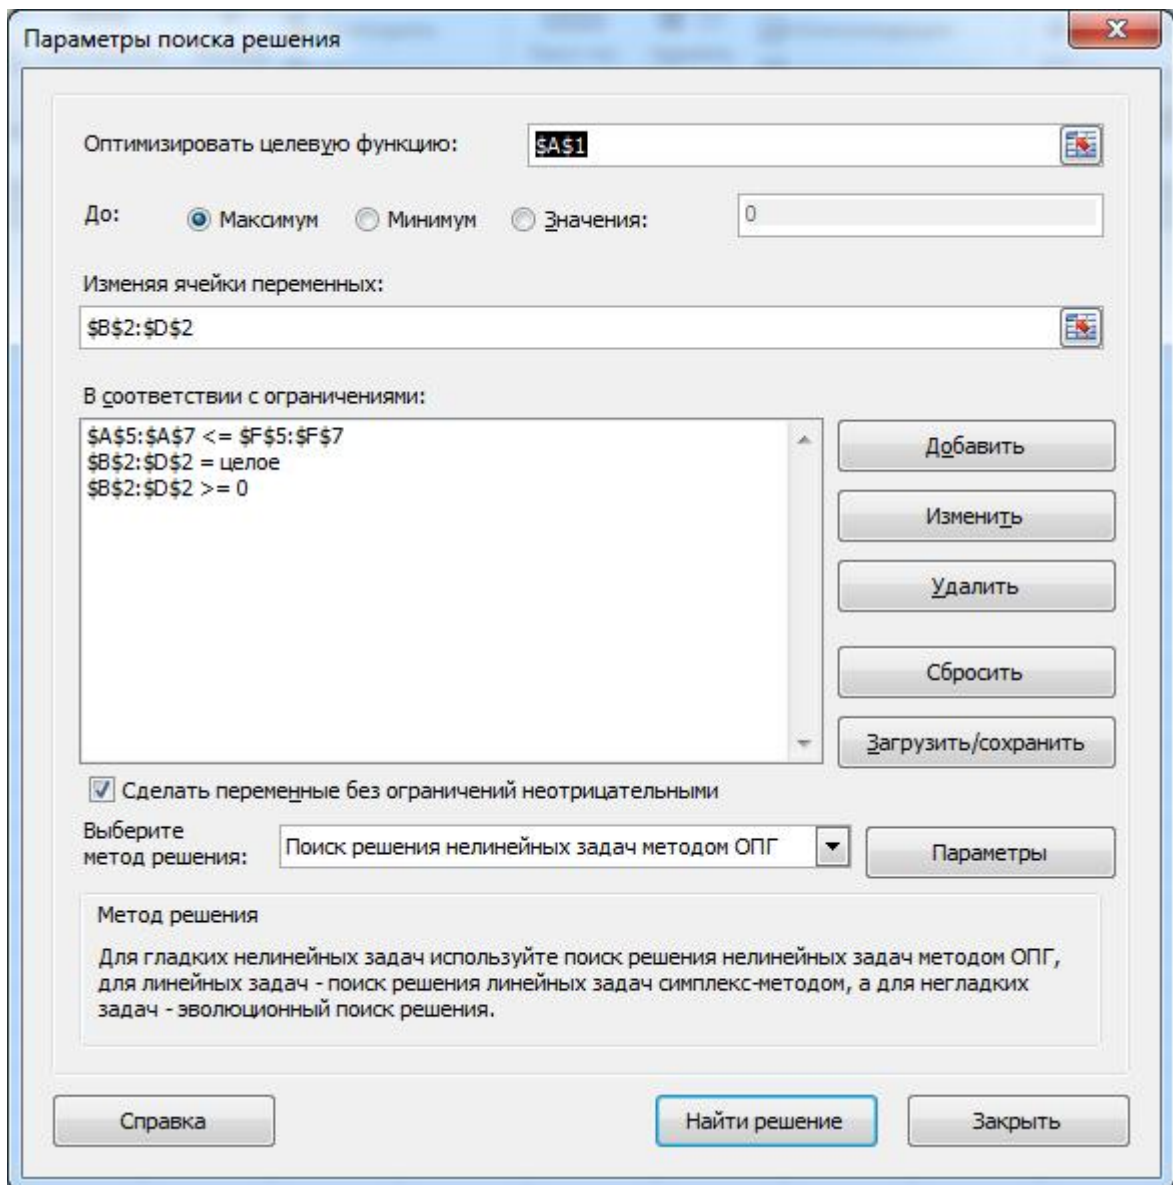 Параметры поиска решения
Оптимизировать целевую функцию:
$A$1
До:
Максимум
Минимум
Значения:
0
Изменяя ячейки переменных:
$B$2:$D$2
В соответствии с ограничениями:
$A$5:$A$7 <= $F$5:$F$7
$B$2:$D$2 = целое
$B$2:$D$2 >= 0
Добавить
Изменить
Удалить
Сбросить
Загрузить/сохранить
Сделать переменные без ограничений неотрицательными
Выберите
метод решения:
Поиск решения нелинейных задач методом ОПГ
Параметры
Метод решения
Для гладких нелинейных задач используйте поиск решения нелинейных задач методом ОПГ,
для линейных задач - поиск решения линейных задач симплекс-методом, а для негладких
задач - эволюционный поиск решения.
Справка
Найти решение
Закрыть